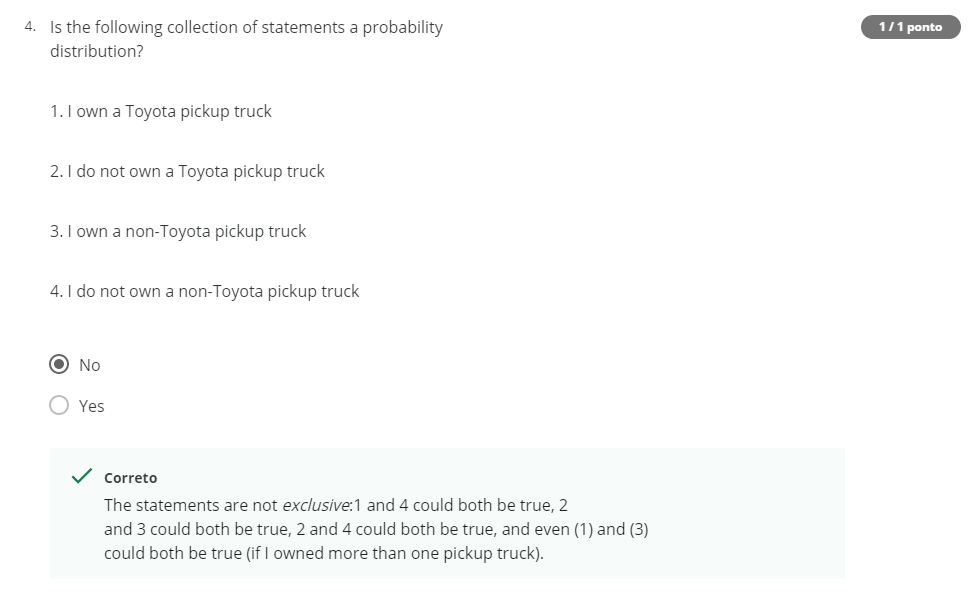 4. Is the following collection of statements a probability
distribution?
1 / 1 ponto
1. I own a Toyota pickup truck
2. I do not own a Toyota pickup truck
3. I own a non-Toyota pickup truck
4. I do not own a non-Toyota pickup truck
No
Yes
Correto
The statements are not exclusive:1 and 4 could both be true, 2
and 3 could both be true, 2 and 4 could both be true, and even (1) and (3)
could both be true (if I owned more than one pickup truck).